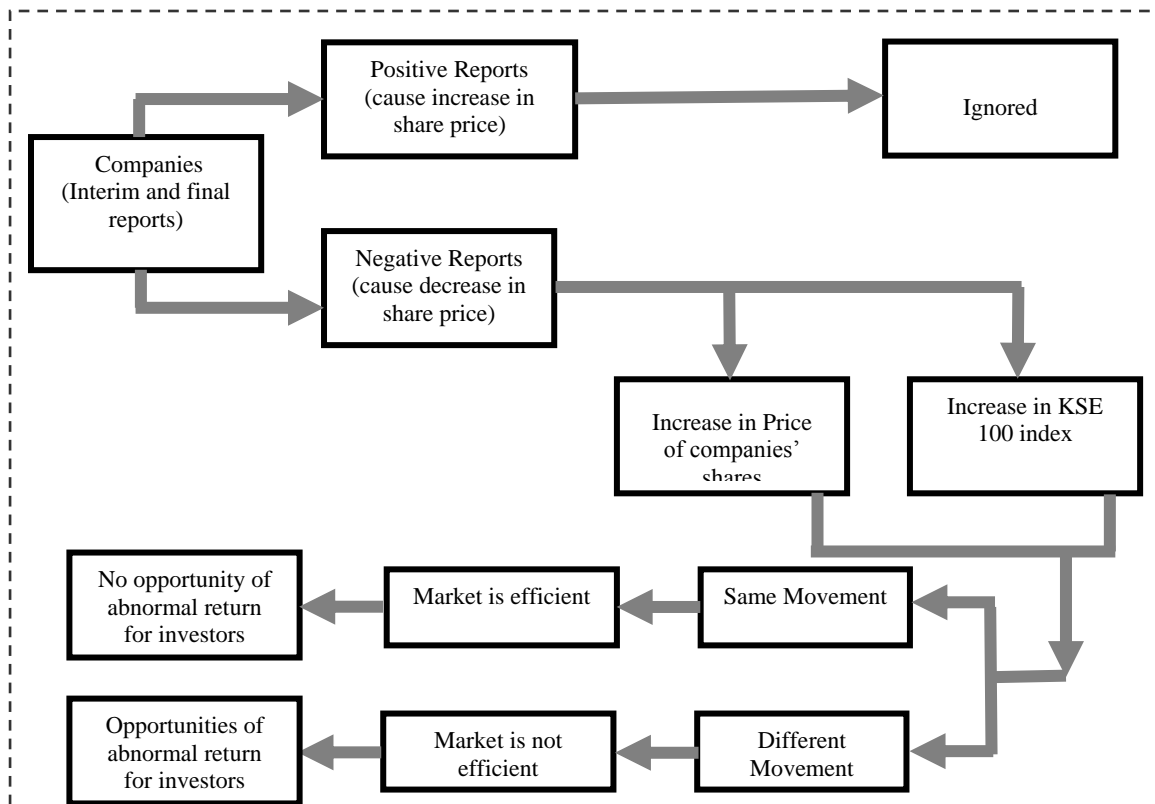 Positive Reports
(cause increase in
share price)
Ignored
Companies
(Interim and final
reports)
Negative Reports
(cause decrease in
share price)
Increase in Price
of companies’
shares
Increase in KSE
100 index
No opportunity of
abnormal return
for investors
Market is efficient
Same Movement
Opportunities of
abnormal return
for investors
Market is not
efficient
Different
Movement